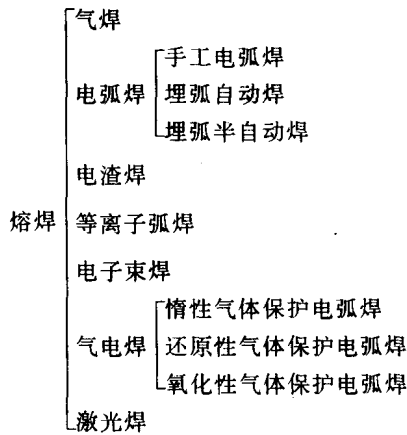 气焊
手工电弧焊
电弧焊
埋弧自动焊
埋弧半自动焊
电渣焊
熔焊
等离子弧焊
电子束焊
惰性气体保护电弧焊
气电焊
还原性气体保护电弧焊
氧化性气体保护电弧焊
激光焊